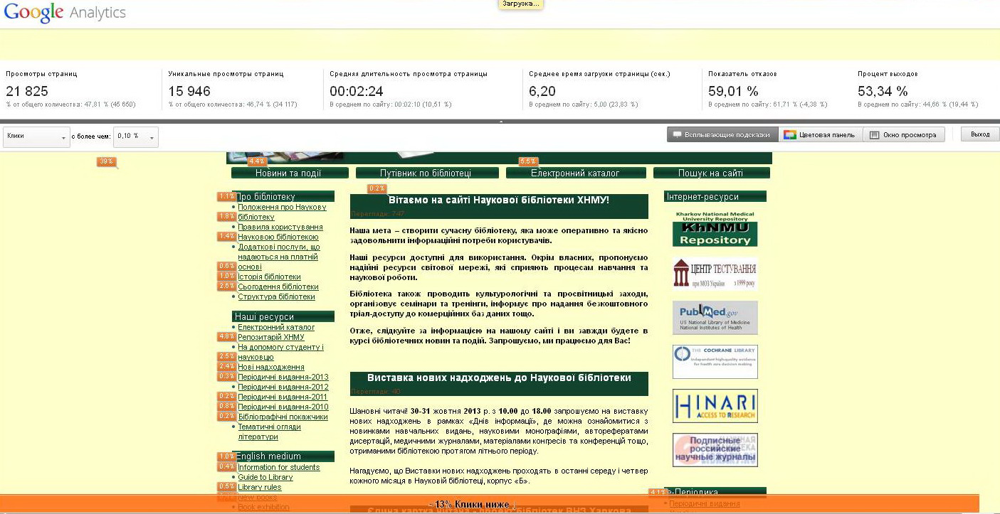 Загрузка...
Google Analytics
Просмотры страниц
21 825
% от общего количества: 47,81 % (45 650)
Уникальные просмотры страниц
15 946
% от общего количества: 46,74 % (34 117)
Средняя длительность просмотра страницы
00:02:24
В среднем по сайту: 00:02:10 (10,51 %)
Среднее время загрузки страницы (сек.)
6,20
В среднем по сайту: 5,00 (23,83 %)
Показатель отказов
59,01 %
В среднем по сайту: 61,71 % (-4,38 %)
Процент выходов
53,34 %
В среднем по сайту: 44,66 % (19,44 %)
Клики с более чем: 0,10 %
Всплывающие подсказки Цветовая панель Окно просмотра Выход
39% 4.4% 5.5%
Новини та події Путівник по бібліотеці Електронний каталог Пошук на сайті
0.2%
1.1% Про бібліотеку
Положення про Наукову
1.8% бібліотеку
Правила користування
1.4% Науковою бібліотекою
Додаткові послуги, що
надаються на платній
0.6% основі
1.0% Історія бібліотеки
2.6% Сьогодення бібліотеки
Структура бібліотеки
Наші ресурси
Електронний каталог
4.8% Репозитарій ХНМУ
На допомогу студенту і
2.5% науковцю
2.4% Нові надходження
0.3% Періодичні видання-2013
Періодичні видання-2012
0.2% Періодичні видання-2011
0.8% Періодичні видання-2010
0.2% Бібліографічні покажчики
Тематичні огляди
літератури
1.0% English medium
0.4% Information for students
Guide to Library
0.5% Library rules
New books
Book exhibition
Вітаємо на сайті Наукової бібліотеки ХНМУ!
Перегляди: 747
Наша мета – створити сучасну бібліотеку, яка може оперативно та якісно
задовольнити інформаційні потреби користувачів.
Наші ресурси доступні для використання. Окрім власних, пропонуємо
надійні ресурси світової мережі, які сприяють процесам навчання та
наукової роботи.
Бібліотека також проводить культурологічні та просвітницькі заходи,
організовує семінари та тренінги, інформує про надання безкоштовного
тріал-доступу до комерційних баз даних тощо.
Отже, слідкуйте за інформацією на нашому сайті і ви завжди будете в
курсі бібліотечних новин та подій. Запрошуємо, ми працюємо для Вас!
Виставка нових надходжень до Наукової бібліотеки
Перегляди: 40
Шановні читачі! 30-31 жовтня 2013 р. з 10.00 до 18.00 запрошуємо на виставку
нових надходжень в рамках «Днів інформації», де можна ознайомитися з
новинками навчальних видань, науковими монографіями, авторефератами
дисертацій, медичними журналами, матеріалами конгресів та конференцій тощо,
отриманими бібліотекою протягом літнього періоду.
Нагадуємо, що Виставки нових надходжень проходять в останні середу і четвер
кожного місяця в Науковій бібліотеці, корпус «Б».
Єдина картка читача - проект бібліотек ВНЗ Харкова
Інтернет-ресурси
Kharkov National Medical
University Repository
KhNMU
Repository
ЦЕНТР ТЕСТУВАННЯ
при МОЗ України з 1999 року
PubMed.gov
US National Library of Medicine
National Institutes of Health
THE COCHRANE LIBRARY
Independent high-quality evidence
for health care decision making
HINARI
ACCESS TO RESEARCH
Подписные
российские
научные журналы
4.1% е-Періодика
Періодичні видання
~13% Клики ниже ↓